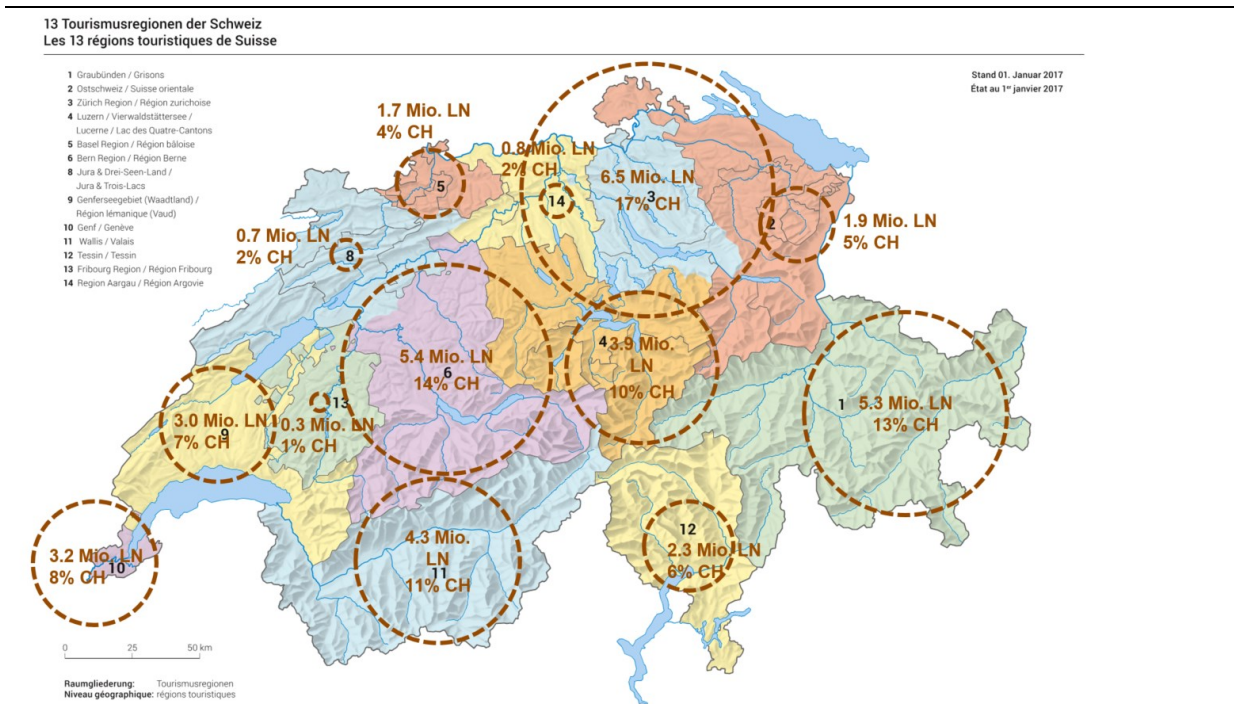 13 Tourismusregionen der Schweiz
Les 13 régions touristiques de Suisse
1 Graubünden / Grisons
2 Ostschweiz / Suisse orientale
3 Zürich Region / Région zurichoise
4 Luzern / Vierwaldstättersee /
Lucerne / Lac des Quatre-Cantons
5 Basel Region / Région bâloise
6 Bern Region / Région Berne
8 Jura & Drei-Seen-Land /
Jura & Trois-Lacs
9 Genferseegebiet (Waadtland) /
Région lémanique (Vaud)
10 Genf / Genève
11 Wallis / Valais
12 Tessin / Tessin
13 Fribourg Region / Région Fribourg
14 Region Aargau / Région Argovie
Stand 01. Januar 2017
État au 1er janvier 2017
1.7 Mio. LN
4% CH
5
0.8 Mio. LN
2% CH
14
6.5 Mio. LN
17% CH
3
2
1.9 Mio. LN
5% CH
0.7 Mio. LN
2% CH
8
5.4 Mio. LN
14% CH
6
4
3.9 Mio.
LN
10% CH
1
5.3 Mio. LN
13% CH
3.0 Mio. LN
7% CH
9
13
0.3 Mio. LN
1% CH
3.2 Mio. LN
8% CH
10
4.3 Mio.
LN
11% CH
11
12
2.3 Mio. LN
6% CH
0 25 50 km
Raumgliederung: Tourismusregionen
Niveau géographique: régions touristiques